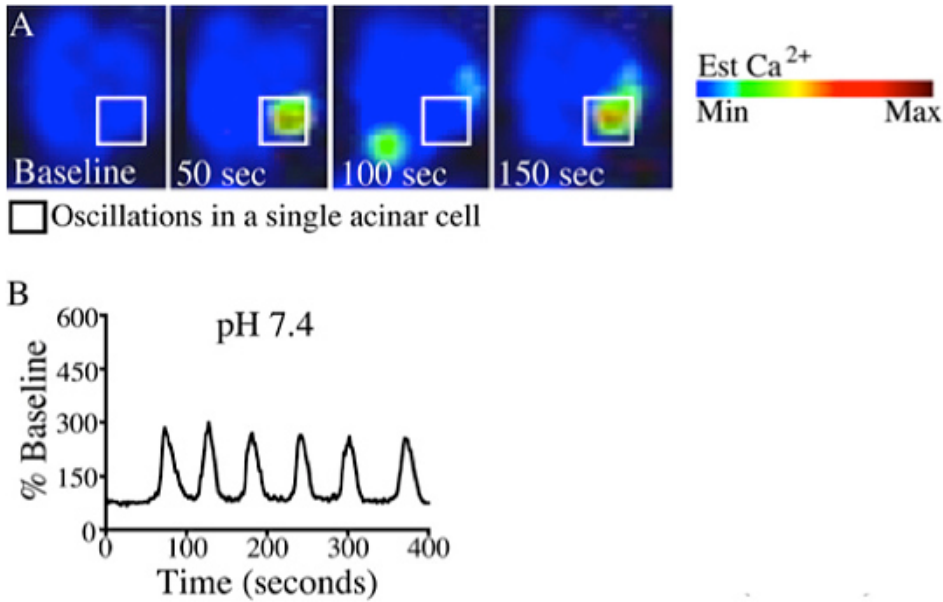 A
Baseline
50 sec
100 sec
150 sec
Est Ca2+
Min
Max
Oscillations in a single acinar cell
B
pH 7.4
% Baseline
600
450
300
150
0
0 100 200 300 400
Time (seconds)